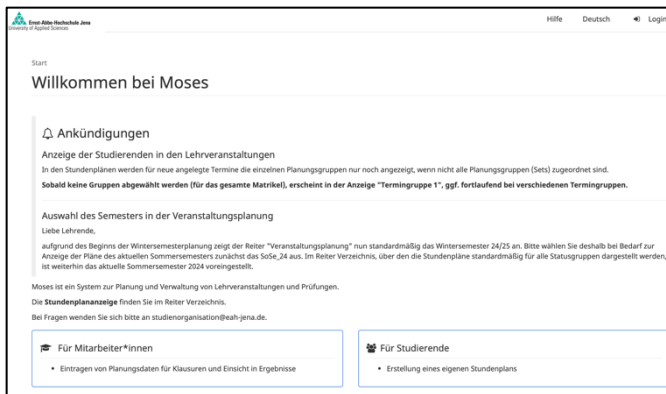 Ernst-Abbe-Hochschule Jena
University of Applied Sciences
Hilfe Deutsch Login
Start
Willkommen bei Moses
Ankündigungen
Anzeige der Studierenden in den Lehrveranstaltungen
In den Stundenplänen werden für neue angelegte Termine die einzelnen Planungsgruppen nur noch angezeigt, wenn nicht alle Planungsgruppen (Sets) zugeordnet sind.
Sobald keine Gruppen abgewählt werden (für das gesamte Matrikel), erscheint in der Anzeige "Termingruppe 1", ggf. fortlaufend bei verschiedenen Termingruppen.
Auswahl des Semesters in der Veranstaltungsplanung
Liebe Lehrende,
aufgrund des Beginns der Wintersemesterplanung zeigt der Reiter "Veranstaltungsplanung" nun standardmäßig das Wintersemester 24/25 an. Bitte wählen Sie deshalb bei Bedarf zur
Anzeige der Pläne des aktuellen Sommersemesters zunächst das SoSe_24 aus. Im Reiter Verzeichnis, über den die Stundenpläne standardmäßig für alle Statusgruppen dargestellt werden,
ist weiterhin das aktuelle Sommersemester 2024 voreingestellt.
Moses ist ein System zur Planung und Verwaltung von Lehrveranstaltungen und Prüfungen.
Die Stundenplananzeige finden Sie im Reiter Verzeichnis.
Bei Fragen wenden Sie sich bitte an studienorganisation@eah-jena.de.
Für Mitarbeiter*innen
Eintragen von Planungsdaten für Klausuren und Einsicht in Ergebnisse
Für Studierende
Erstellung eines eigenen Stundenplans